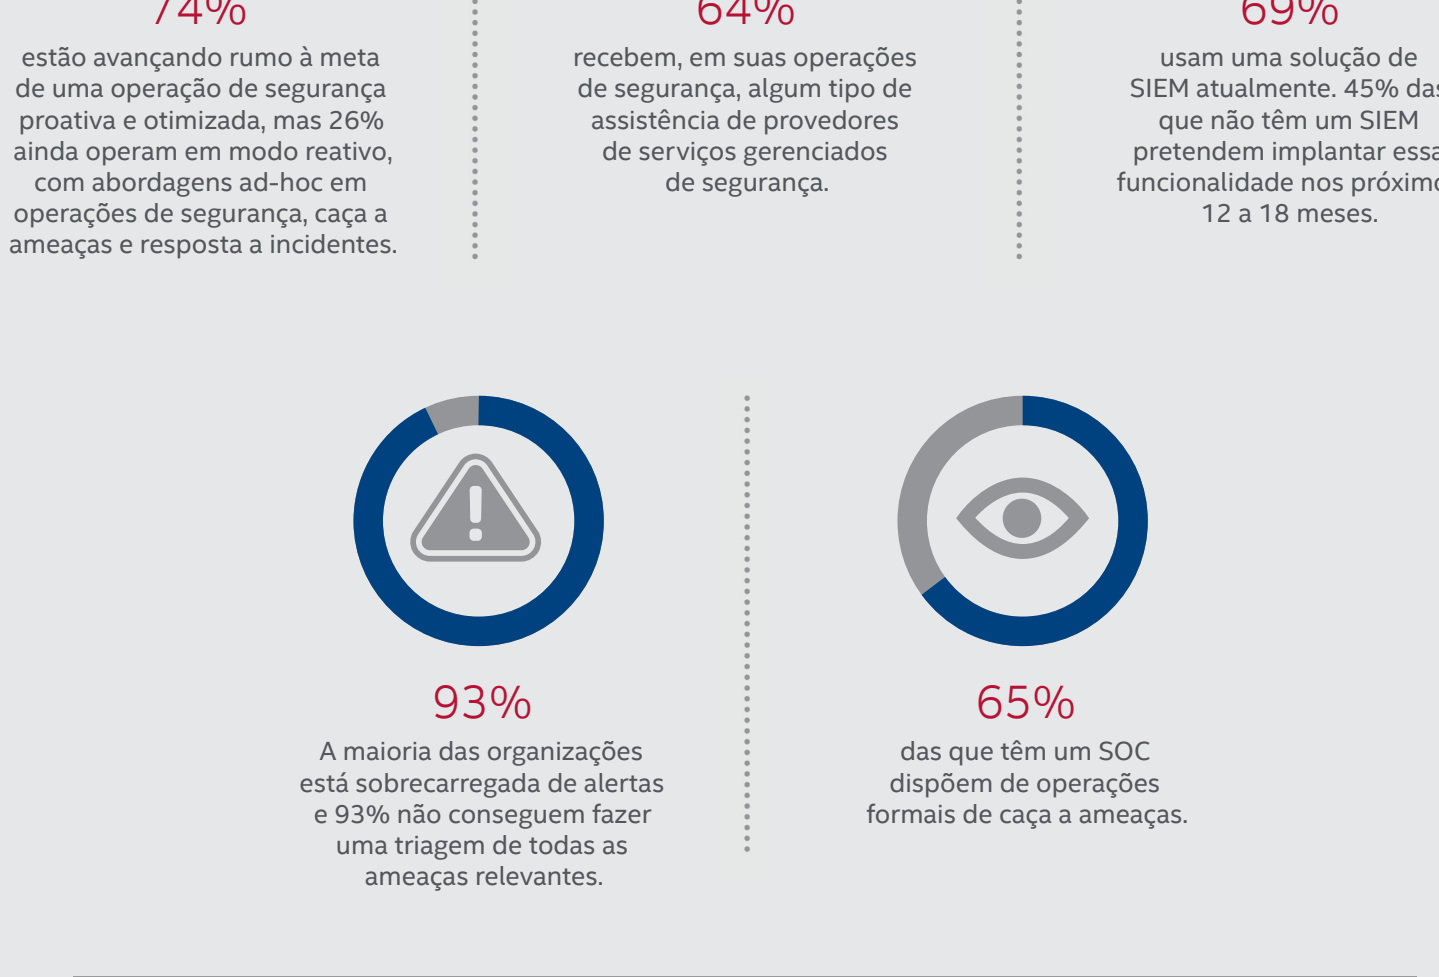 74%
estão avançando rumo à meta
de uma operação de segurança
proativa e otimizada, mas 26%
ainda operam em modo reativo,
com abordagens ad-hoc em
operações de segurança, caça a
ameaças e resposta a incidentes.
64%
recebem, em suas operações
de segurança, algum tipo de
assistência de provedores
de serviços gerenciados
de segurança.
69%
usam uma solução de
SIEM atualmente. 45% das
que não têm um SIEM
pretendem implantar essa
funcionalidade nos próximo
12 a 18 meses.
93%
A maioria das organizações
está sobrecarregada de alertas
e 93% não conseguem fazer
uma triagem de todas as
ameaças relevantes.
65%
das que têm um SOC
dispõem de operações
formais de caça a ameaças.